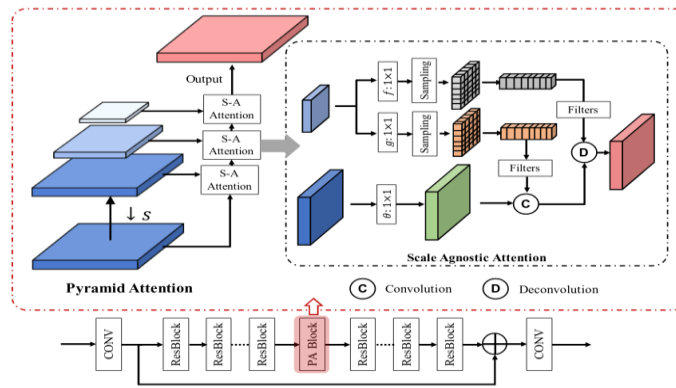 Output
S-A
Attention
S-A
Attention
S-A
Attention
↓ S
Pyramid Attention
f: 1×1
Sampling
g: 1×1
Sampling
Filters
Filters
D
θ: 1×1
C
Scale Agnostic Attention
C Convolution
D Deconvolution
CONV
ResBlock
ResBlock
ResBlock
PA Block
ResBlock
ResBlock
ResBlock
CONV